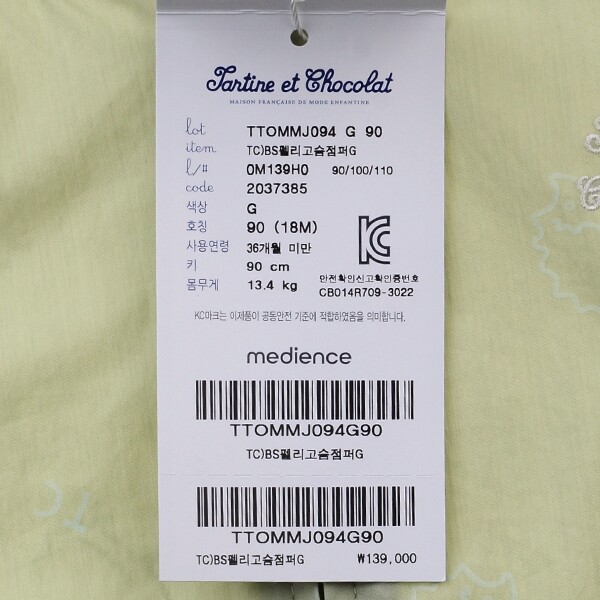 Tartine et Chocolat
MAISON FRANÇAISE DE MODE ENFANTINE
lot TTOMMJ094 G 90
item TC)BS펠리고슴점퍼G
l/# 0M139H0 90/100/110
code 2037385
색상 G
호칭 90 (18M)
사용연령 36개월 미만
키 90 cm
몸무게 13.4 kg
안전확인신고확인증번호
CB014R709-3022
KC마크는 이제품이 공동안전 기준에 적합하였음을 의미합니다.
medience
TTOMMJ094G90
TC)BS펠리고슴점퍼G
TTOMMJ094G90
TC)BS펠리고슴점퍼G ₩139,000
TC